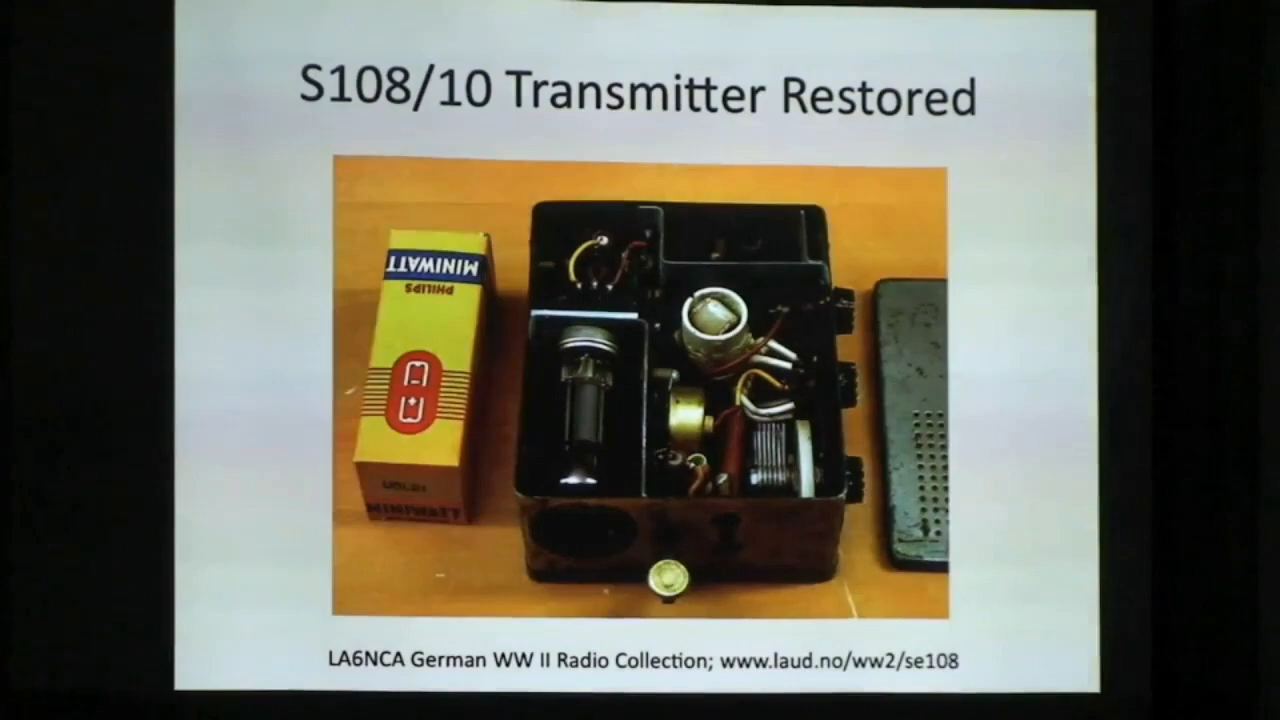 S108/10 Transmitter Restored
MINIWATT
PHILIPS
MINIWATT
LA6NCA German WW II Radio Collection; www.laud.no/ww2/se108